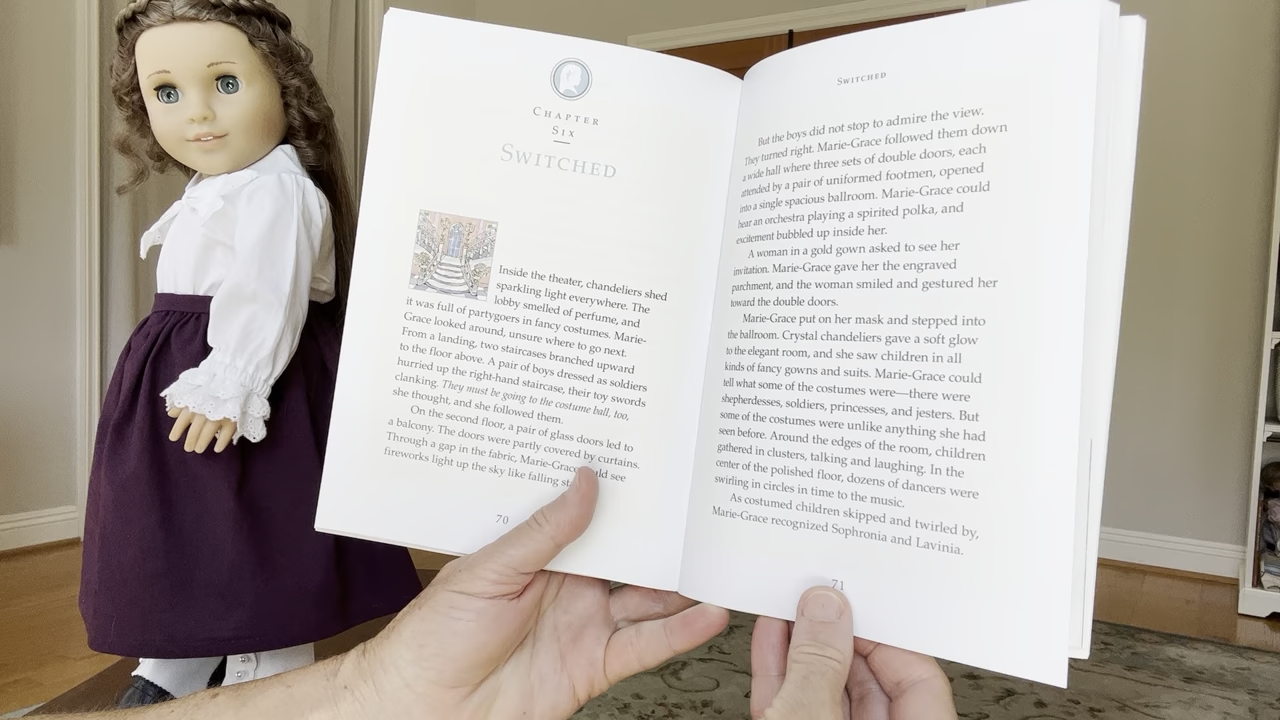 CHAPTER
SIX
SWITCHED
Inside the theater, chandeliers shed
sparkling light everywhere. The
lobby smelled of perfume, and
it was full of partygoers in fancy costumes. Marie-
Grace looked around, unsure where to go next.
From a landing, two staircases branched upward
to the floor above. A pair of boys dressed as soldiers
hurried up the right-hand staircase, their toy swords
clanking. They must be going to the costume ball, too,
she thought, and she followed them.
On the second floor, a pair of glass doors led to
a balcony. The doors were partly covered by curtains.
Through a gap in the fabric, Marie-Grace could see
fireworks light up the sky like falling
70
SWITCHED
But the boys did not stop to admire the view.
They turned right. Marie-Grace followed them down
a wide hall where three sets of double doors, each
attended by a pair of uniformed footmen, opened
into a single spacious ballroom. Marie-Grace could
hear an orchestra playing a spirited polka, and
excitement bubbled up inside her.
A woman in a gold gown asked to see her
invitation. Marie-Grace gave her the engraved
parchment, and the woman smiled and gestured her
toward the double doors.
Marie-Grace put on her mask and stepped into
the ballroom. Crystal chandeliers gave a soft glow
to the elegant room, and she saw children in all
kinds of fancy gowns and suits. Marie-Grace could
tell what some of the costumes were—there were
shepherdesses, soldiers, princesses, and jesters. But
some of the costumes were unlike anything she had
seen before. Around the edges of the room, children
gathered in clusters, talking and laughing. In the
center of the polished floor, dozens of dancers were
swirling in circles in time to the music.
As costumed children skipped and twirled by,
Marie-Grace recognized Sophronia and Lavinia.
71